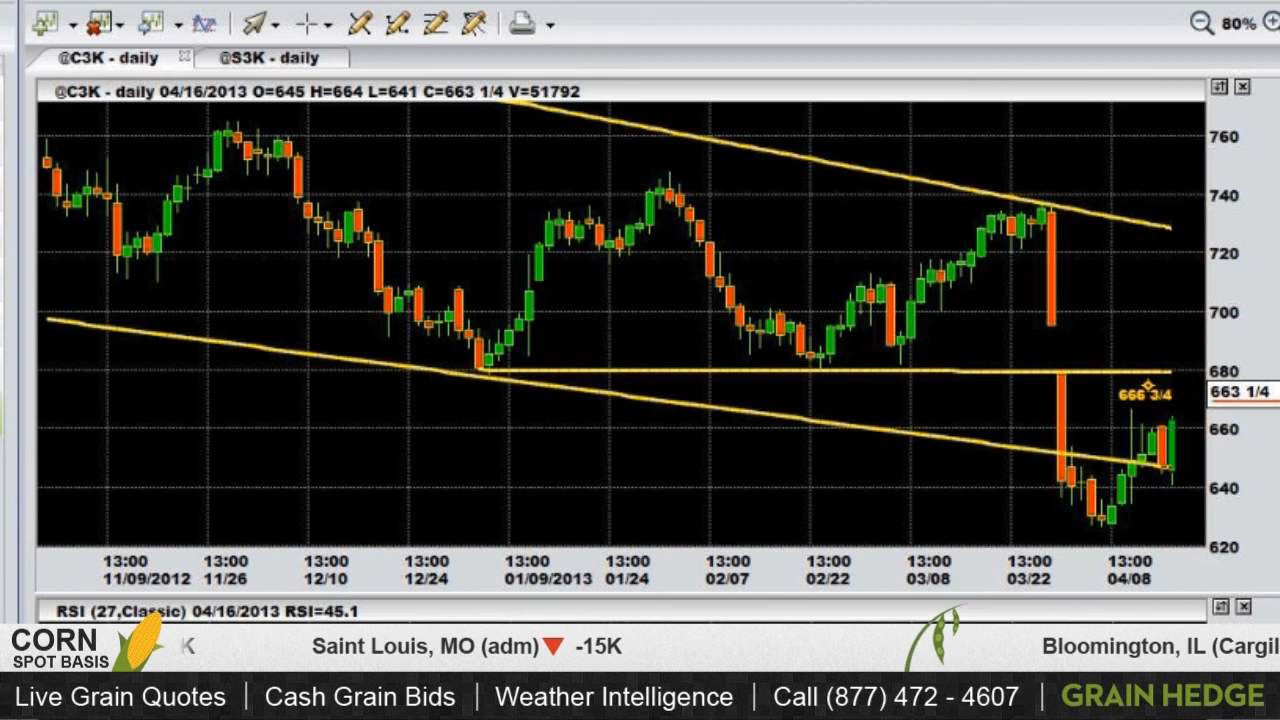 80%
@C3K - daily
@S3K - daily
@C3K - daily 04/16/2013 O=645 H=664 L=641 C=663 1/4 V=51792
760
740
720
700
680
666 3/4
663 1/4
660
640
620
13:00 13:00 13:00 13:00 13:00 13:00 13:00 13:00 13:00 13:00 13:00
11/09/2012 11/26 12/10 12/24 01/09/2013 01/24 02/07 02/22 03/08 03/22 04/08
RSI (27,Classic) 04/16/2013 RSI=45.1
CORN
SPOT BASIS
K Saint Louis, MO (adm) -15K Bloomington, IL (Cargil
Live Grain Quotes | Cash Grain Bids | Weather Intelligence | Call (877) 472 - 4607 | GRAIN HEDGE